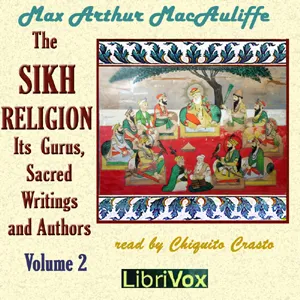 Max Arthur MacAuliffe
The
SIKH
RELIGION
Its Gurus,
Sacred
Writings
and Authors
Volume 2
read by Chiquito Crasto
LibriVox